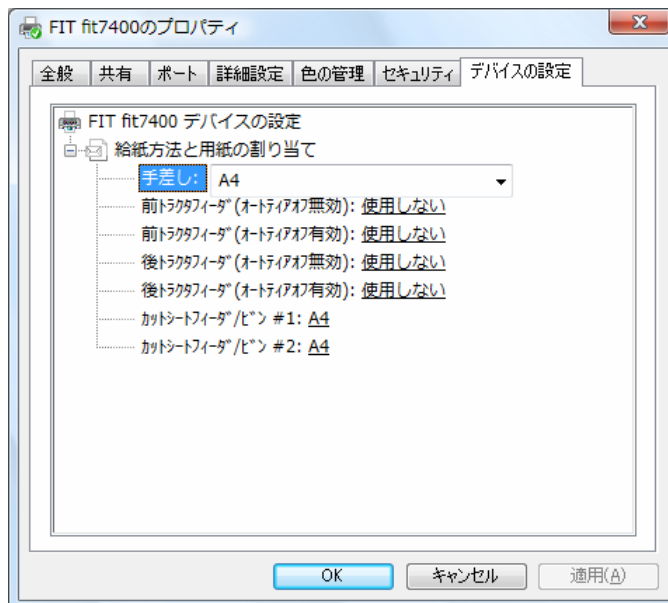 FIT fit7400のプロパティ
全般 共有 ポート 詳細設定 色の管理 セキュリティ デバイスの設定
FIT fit7400 デバイスの設定
給紙方法と用紙の割り当て
手差し: A4
前ﾄﾗｸﾀﾌｨｰﾀﾞ(ｵｰﾄﾃｨｱｵﾌ無効): 使用しない
前ﾄﾗｸﾀﾌｨｰﾀﾞ(ｵｰﾄﾃｨｱｵﾌ有効): 使用しない
後ﾄﾗｸﾀﾌｨｰﾀﾞ(ｵｰﾄﾃｨｱｵﾌ無効): 使用しない
後ﾄﾗｸﾀﾌｨｰﾀﾞ(ｵｰﾄﾃｨｱｵﾌ有効): 使用しない
ｶｯﾄｼｰﾄﾌｨｰﾀﾞ/ﾋﾞﾝ #1: A4
ｶｯﾄｼｰﾄﾌｨｰﾀﾞ/ﾋﾞﾝ #2: A4
OK キャンセル 適用(A)